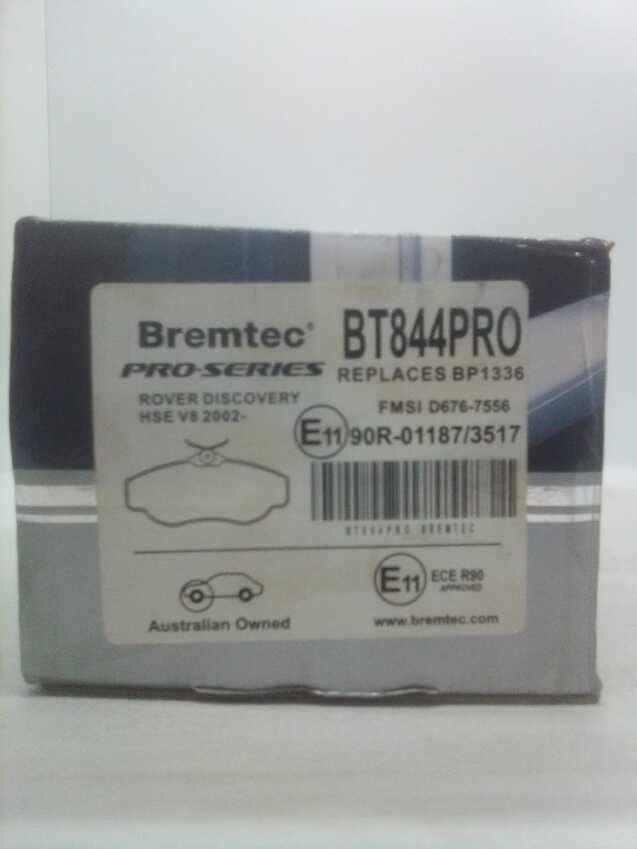 Bremtec®
PRO-SERIES
BT844PRO
REPLACES BP1336
ROVER DISCOVERY
HSE V8 2002-
FMSI D676-7556
E11 90R-01187/3517
BT844PRO BREMTEC
Australian Owned
E11 ECE R90
APPROVED
www.bremtec.com